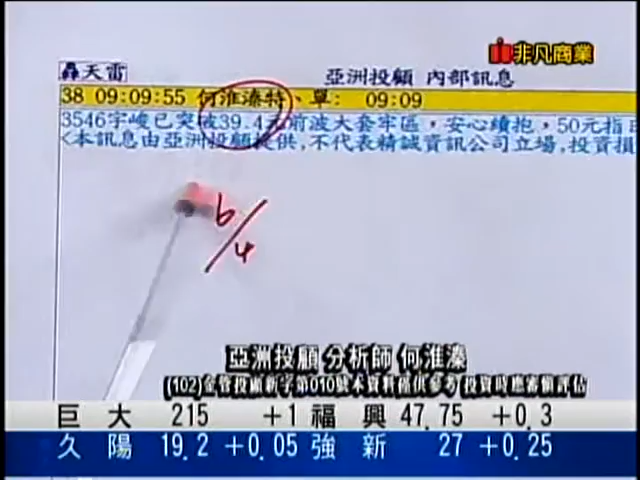 非凡商業
轟天雷 亞洲投顧 內部訊息
38 09:09:55 何淮溱特、單: 09:09
3546宇峻已突破39.4元前波大套牢區，安心續抱，50元指
<本訊息由亞洲投顧提供,不代表精誠資訊公司立場,投資損
6/4
亞洲投顧 分析師 何淮溱
(102)金管投顧新字第010號本資料僅供參考 投資時應審慎評估
巨大 215 +1 福興 47.75 +0.3
久陽 19.2 +0.05 強新 27 +0.25